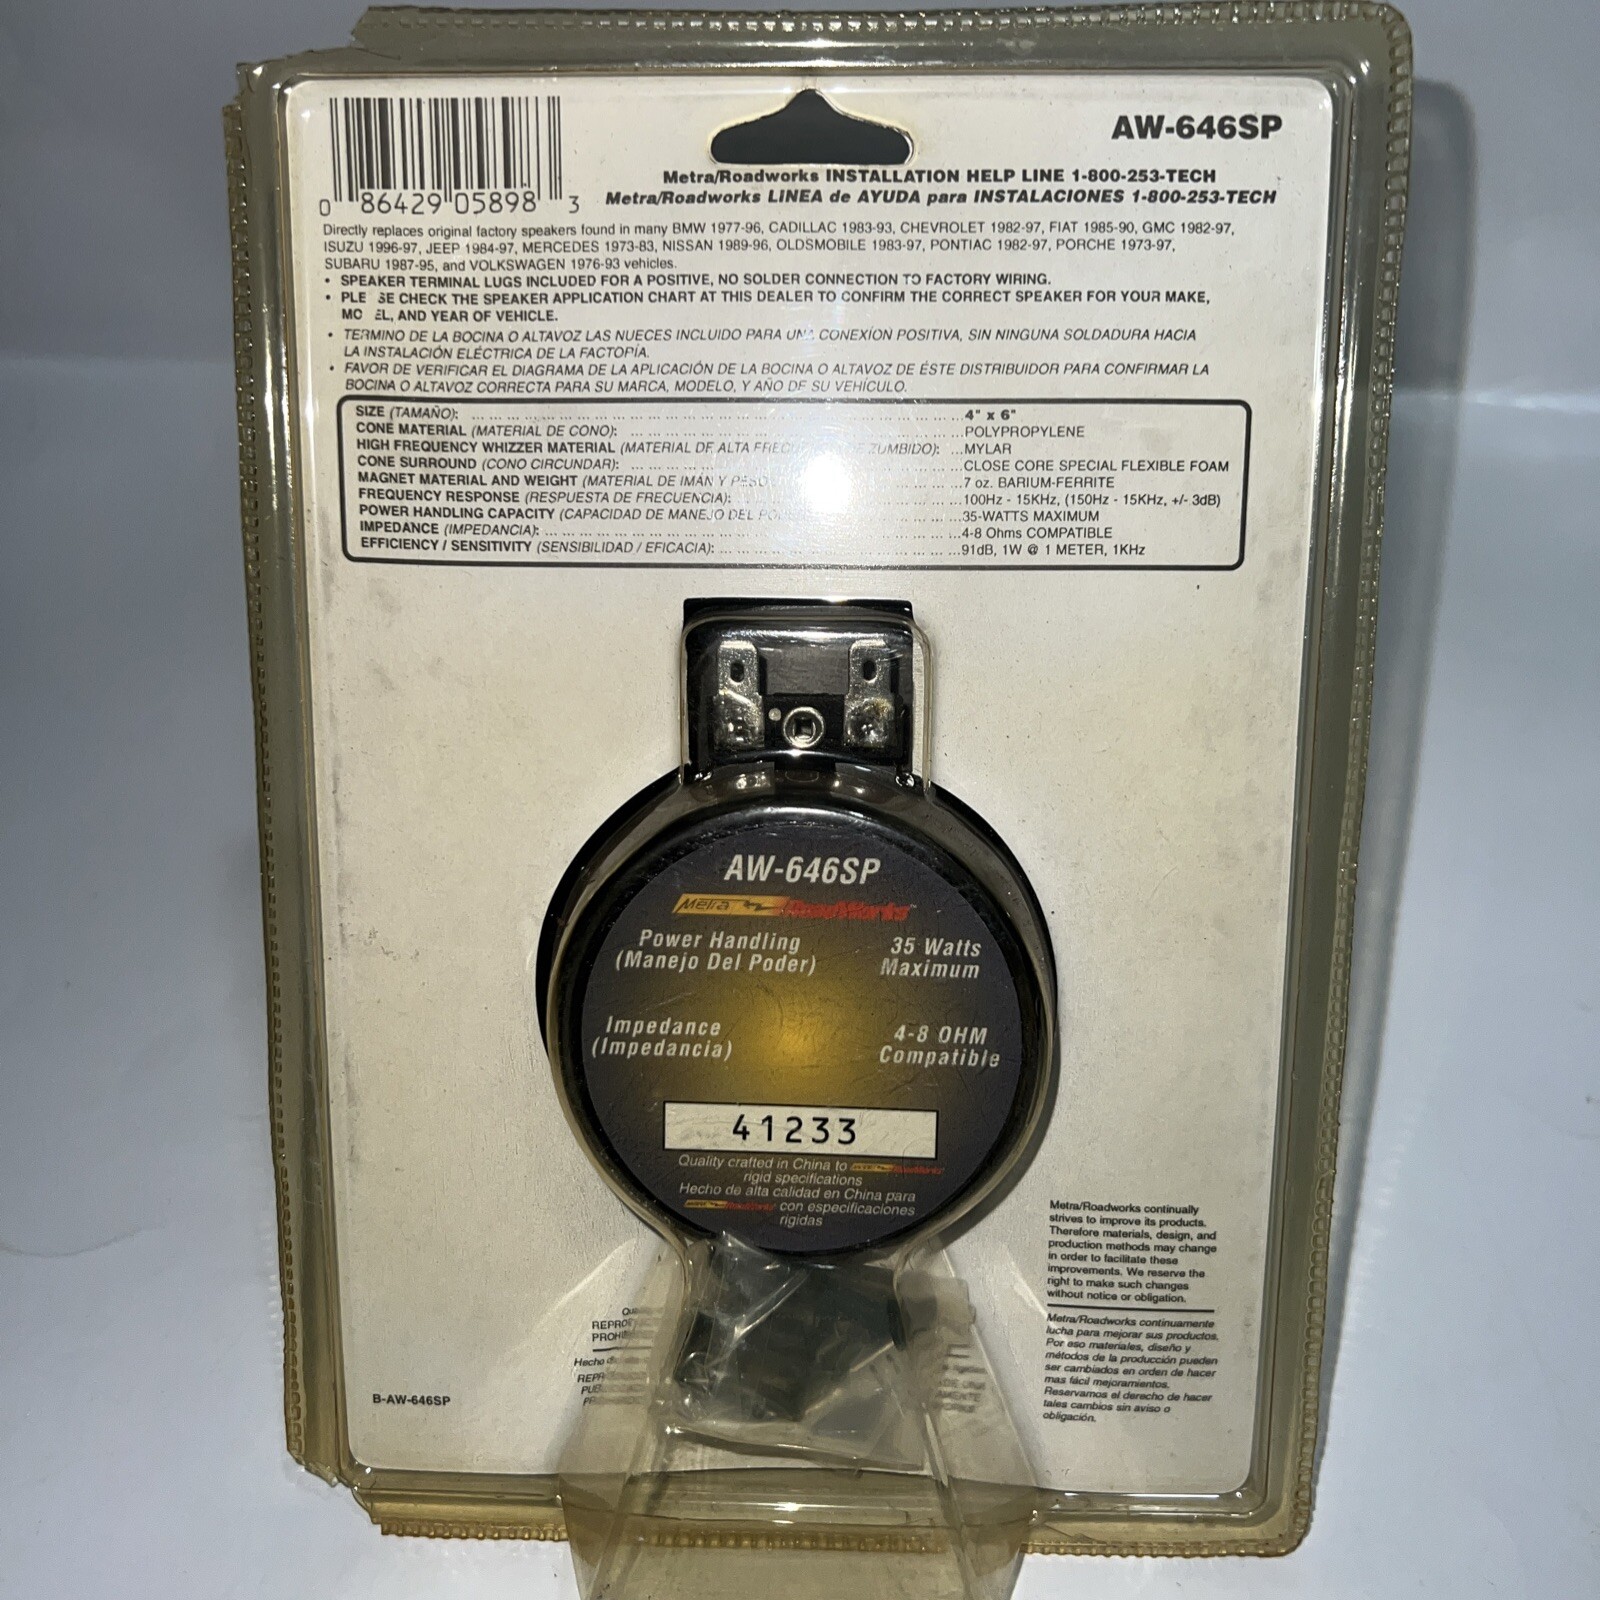 AW-646SP
0 86429 05898 3
Metra/Roadworks INSTALLATION HELP LINE 1-800-253-TECH
Metra/Roadworks LINEA de AYUDA para INSTALACIONES 1-800-253-TECH
Directly replaces original factory speakers found in many BMW 1977-96, CADILLAC 1983-93, CHEVROLET 1982-97, FIAT 1985-90, GMC 1982-97,
ISUZU 1996-97, JEEP 1984-97, MERCEDES 1973-83, NISSAN 1989-96, OLDSMOBILE 1983-97, PONTIAC 1982-97, PORCHE 1973-97,
SUBARU 1987-95, and VOLKSWAGEN 1976-93 vehicles.
• SPEAKER TERMINAL LUGS INCLUDED FOR A POSITIVE, NO SOLDER CONNECTION TO FACTORY WIRING.
• PLE SE CHECK THE SPEAKER APPLICATION CHART AT THIS DEALER TO CONFIRM THE CORRECT SPEAKER FOR YOUR MAKE,
MO EL, AND YEAR OF VEHICLE.
• TERMINO DE LA BOCINA O ALTAVOZ LAS NUECES INCLUIDO PARA UNA CONEXÍON POSITIVA, SIN NINGUNA SOLDADURA HACIA
LA INSTALACIÓN ELÉCTRICA DE LA FACTOPÍA.
• FAVOR DE VERIFICAR EL DIAGRAMA DE LA APLICACIÓN DE LA BOCINA O ALTAVOZ DE ÉSTE DISTRIBUIDOR PARA CONFIRMAR LA
BOCINA O ALTAVOZ CORRECTA PARA SU MARCA, MODELO, Y AÑO DE SU VEHÍCULO.
SIZE (TAMAÑO): 4" x 6"
CONE MATERIAL (MATERIAL DE CONO): POLYPROPYLENE
HIGH FREQUENCY WHIZZER MATERIAL (MATERIAL DE ALTA ZUMBIDO): MYLAR
CONE SURROUND (CONO CIRCUNDAR): CLOSE CORE SPECIAL FLEXIBLE FOAM
MAGNET MATERIAL AND WEIGHT (MATERIAL DE IMÁN Y PESO 7 oz. BARIUM-FERRITE
FREQUENCY RESPONSE (RESPUESTA DE FRECUENCIA): 100Hz - 15KHz, (150Hz - 15KHz, +/- 3dB)
POWER HANDLING CAPACITY (CAPACIDAD DE MANEJO DEL 35-WATTS MAXIMUM
IMPEDANCE (IMPEDANCIA): 4-8 Ohms COMPATIBLE
EFFICIENCY / SENSITIVITY (SENSIBILIDAD / EFICACIA): 91dB, 1W @ 1 METER, 1KHz
AW-646SP
Metra RoadWorks™
Power Handling 35 Watts
(Manejo Del Poder) Maximum
Impedance 4-8 OHM
(Impedancia) Compatible
41233
Quality crafted in China to Metra RoadWorks
rigid specifications
Hecho de alta calidad en China para
Metra RoadWorks con especificaciones
rigidas
Metra/Roadworks continually
strives to improve its products.
Therefore materials, design, and
production methods may change
in order to facilitate these
improvements. We reserve the
right to make such changes
without notice or obligation.
Metra/Roadworks continuamente
lucha para mejorar sus productos.
Por eso materiales, diseño y
métodos de la producción pueden
ser cambiados en orden de hacer
mas fácil mejoramientos.
Reservamos el derecho de hacer
tales cambios sin aviso o
obligación.
Hecho
B-AW-646SP